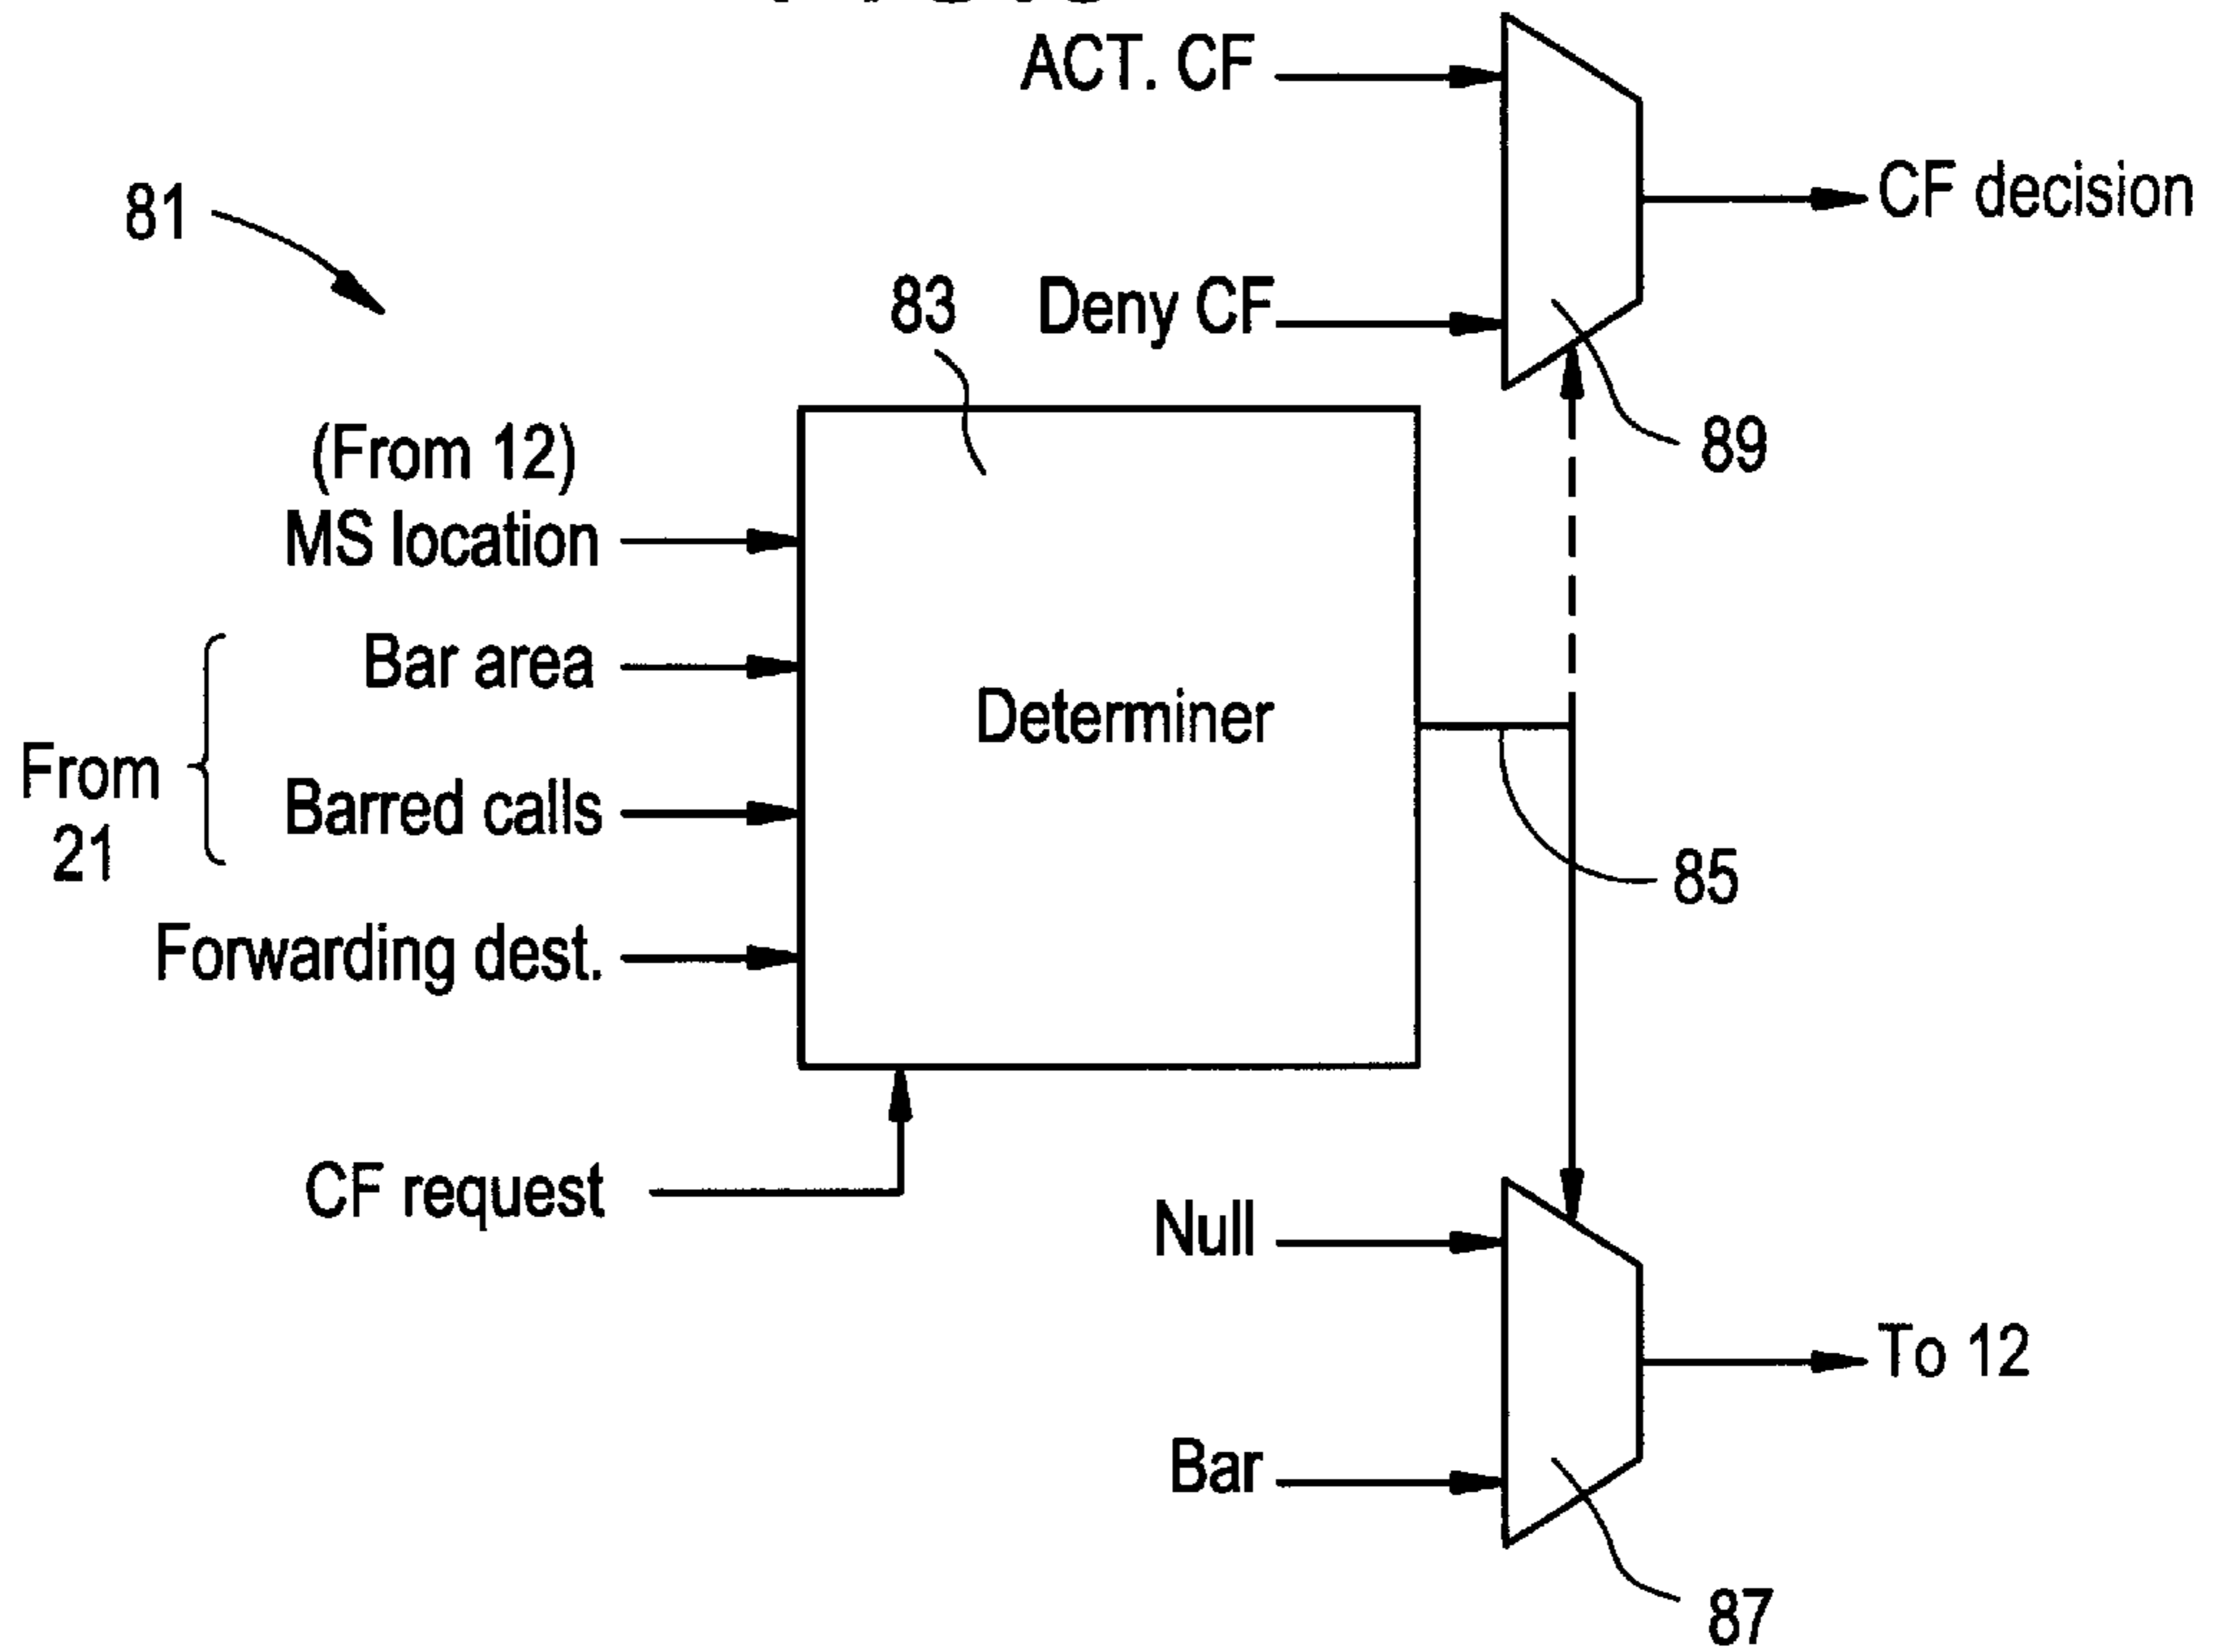 ACT. CF
CF decision
81
83
Deny CF
89
(From 12)
MS location
Bar area
Determiner
From
21
Barred calls
85
Forwarding dest.
CF request
Null
To 12
Bar
87